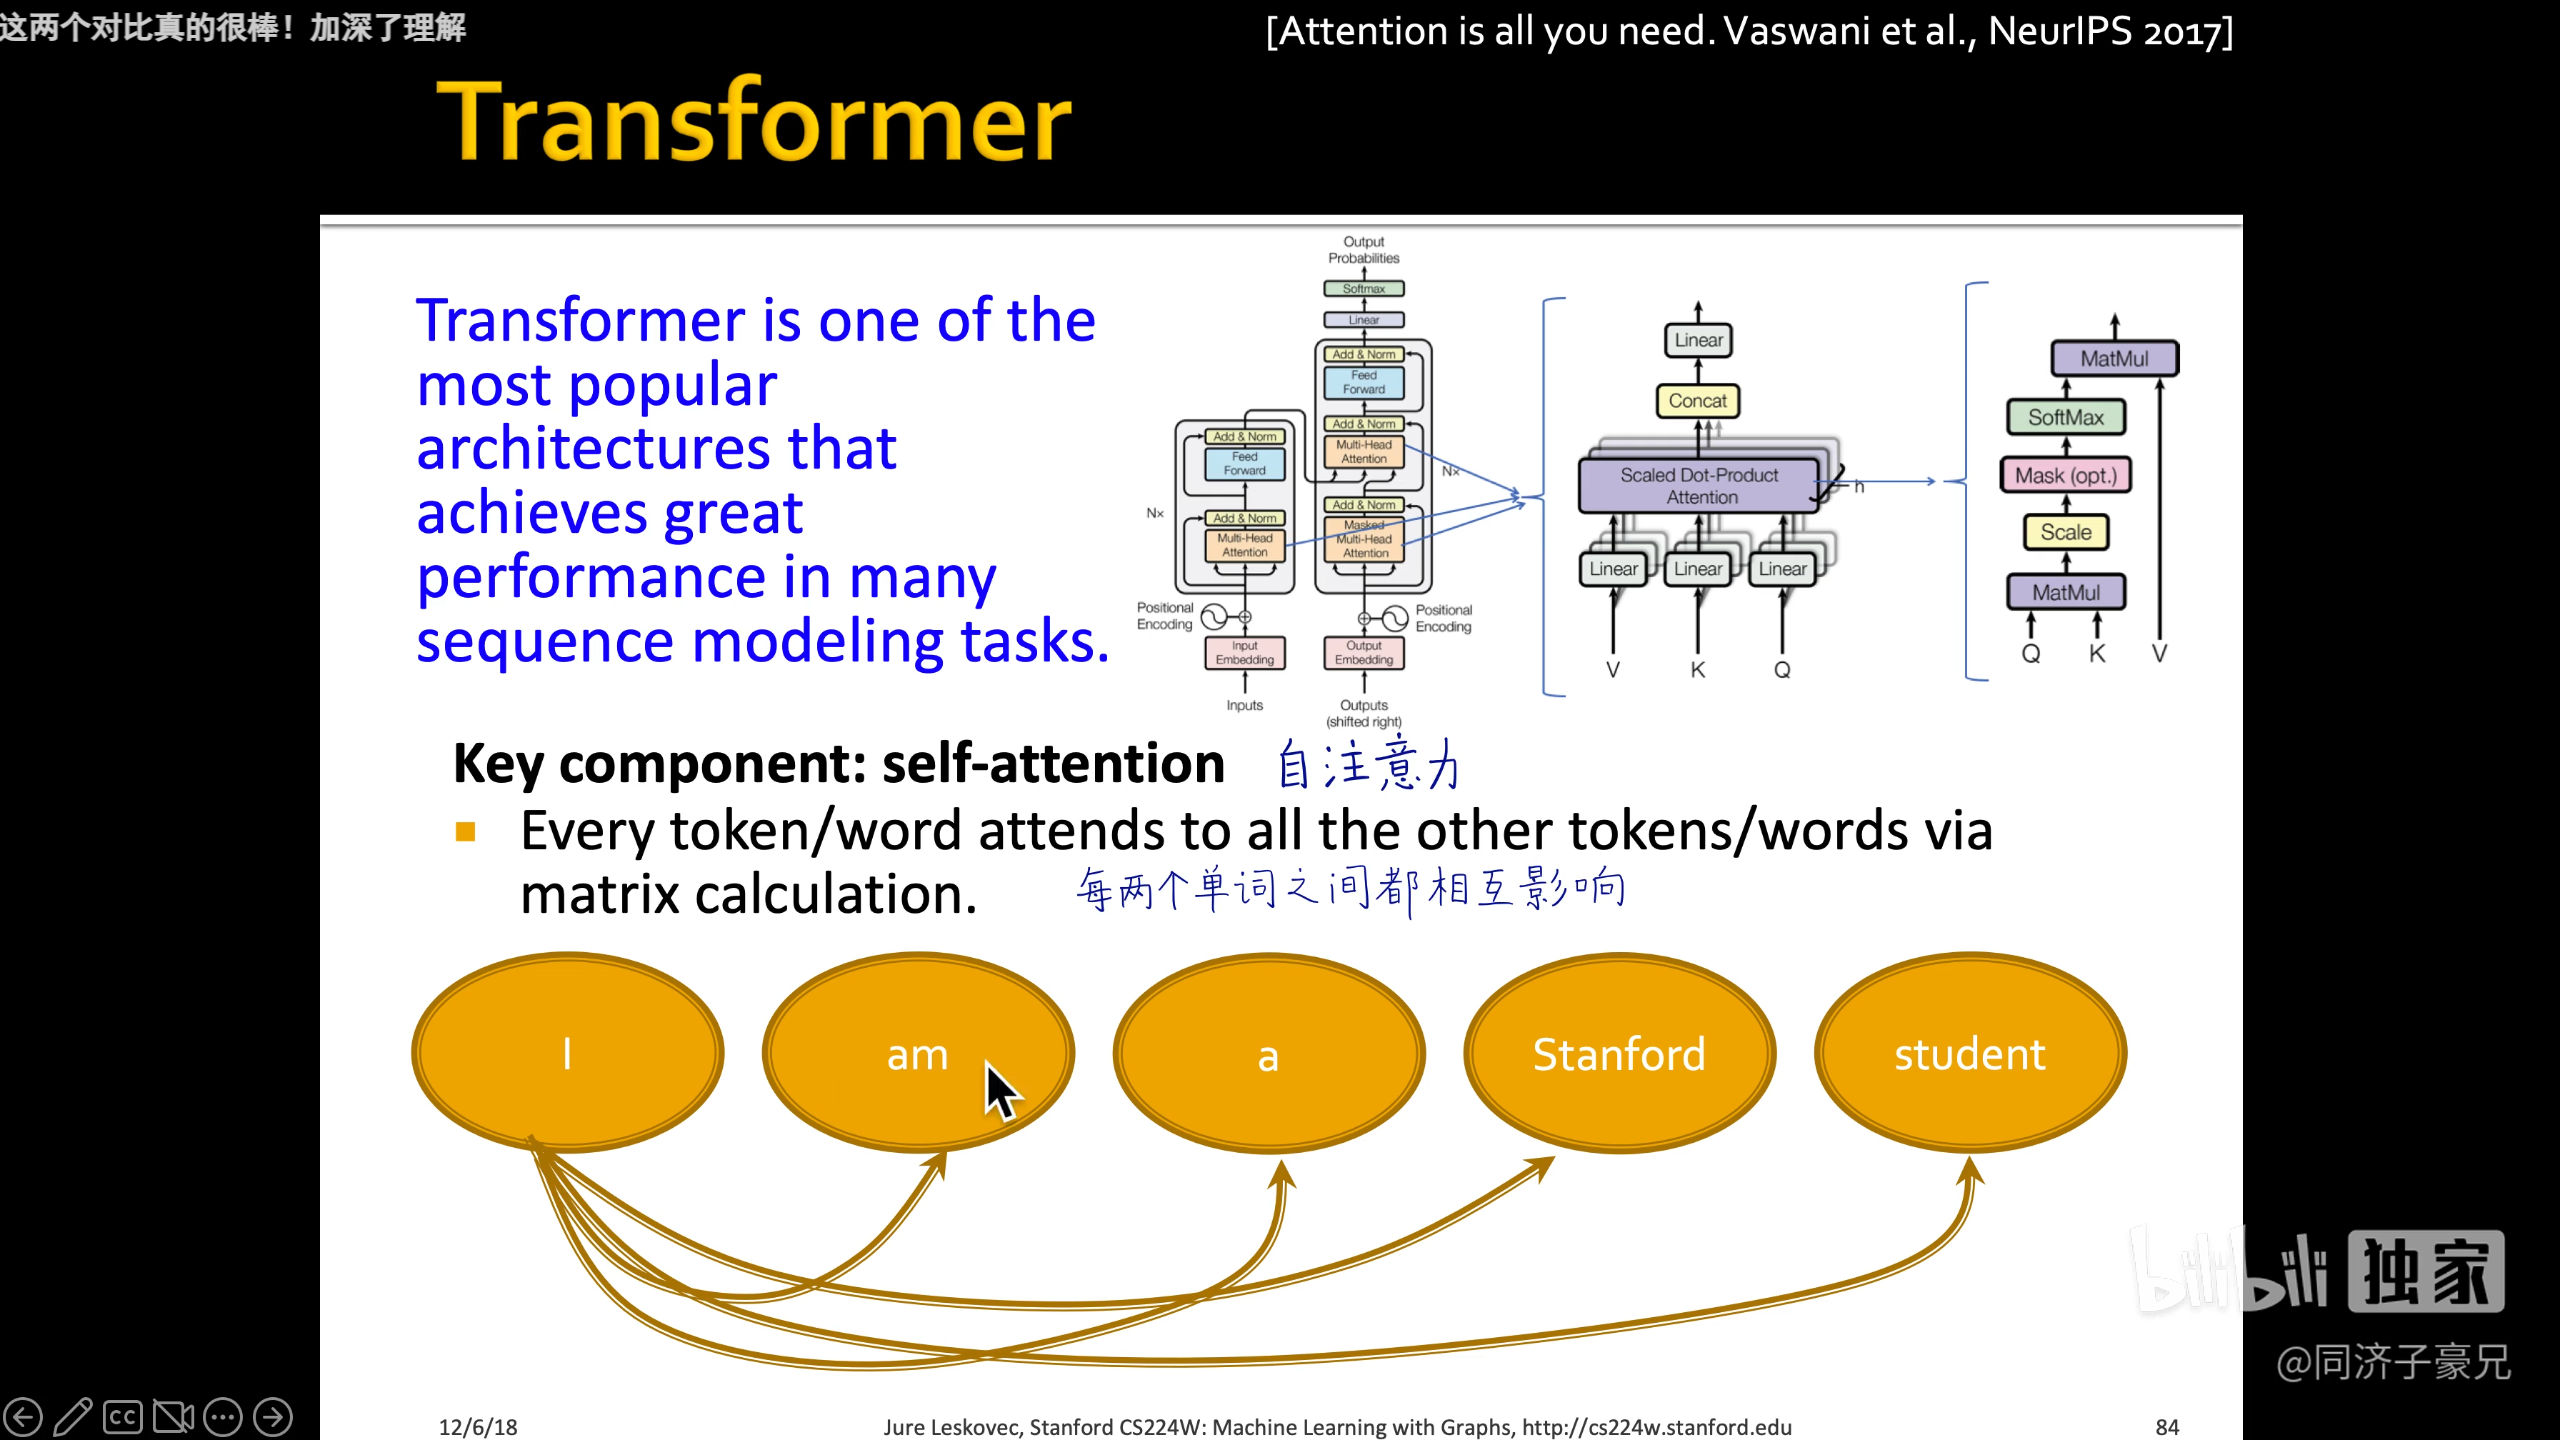 这两个对比真的很棒！加深了理解
[Attention is all you need. Vaswani et al., NeurIPS 2017]
Transformer
Transformer is one of the
most popular
architectures that
achieves great
performance in many
sequence modeling tasks.
Output
Probabilities
Softmax
Linear
Add & Norm
Feed
Forward
Add & Norm
Multi-Head
Attention
Nx
Add & Norm
Masked
Multi-Head
Attention
Positional
Encoding
Output
Embedding
Outputs
(shifted right)
Add & Norm
Feed
Forward
Nx
Add & Norm
Multi-Head
Attention
Positional
Encoding
Input
Embedding
Inputs
Linear
Concat
Scaled Dot-Product
Attention
h
Linear Linear Linear
V K Q
MatMul
SoftMax
Mask (opt.)
Scale
MatMul
Q K V
Key component: self-attention 自注意力
Every token/word attends to all the other tokens/words via
matrix calculation. 每两个单词之间都相互影响
I am a Stanford student
bilibili 独家
@同济子豪兄
CC
12/6/18 Jure Leskovec, Stanford CS224W: Machine Learning with Graphs, http://cs224w.stanford.edu 84